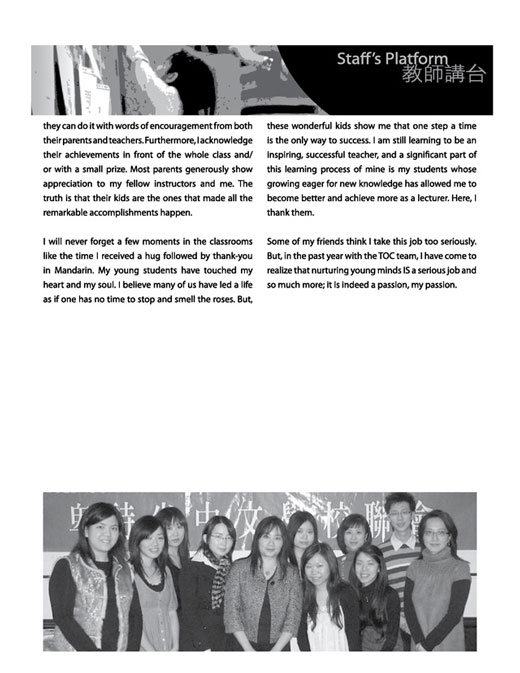 Staff's Platform
教師講台
they can do it with words of encouragement from both
their parents and teachers. Furthermore, I acknowledge
their achievements in front of the whole class and/
or with a small prize. Most parents generously show
appreciation to my fellow instructors and me. The
truth is that their kids are the ones that made all the
remarkable accomplishments happen.
I will never forget a few moments in the classrooms
like the time I received a hug followed by thank-you
in Mandarin. My young students have touched my
heart and my soul. I believe many of us have led a life
as if one has no time to stop and smell the roses. But,
these wonderful kids show me that one step a time
is the only way to success. I am still learning to be an
inspiring, successful teacher, and a significant part of
this learning process of mine is my students whose
growing eager for new knowledge has allowed me to
become better and achieve more as a lecturer. Here, I
thank them.
Some of my friends think I take this job too seriously.
But, in the past year with the TOC team, I have come to
realize that nurturing young minds IS a serious job and
so much more; it is indeed a passion, my passion.
中文學校聯會